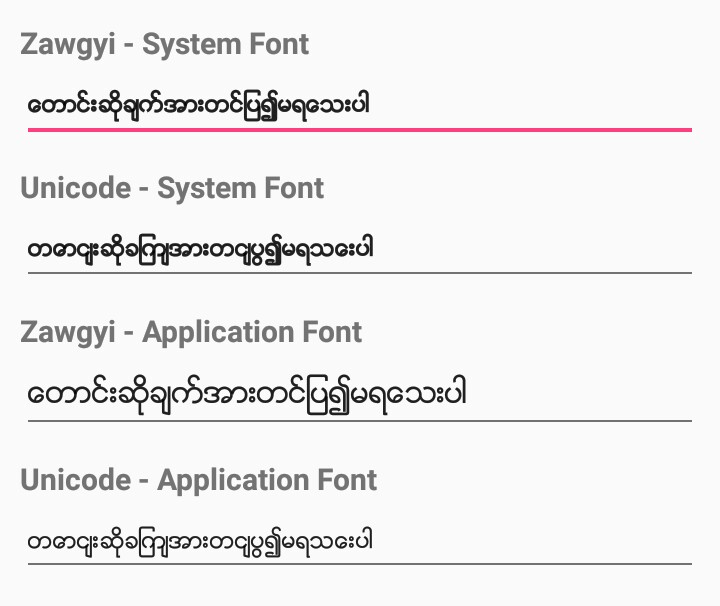 Zawgyi - System Font
တောင်းဆိုချက်အားတင်ပြ၍မရသေးပါ
Unicode - System Font
တဓာငျးဆိုခကြျအားတငျပွ၍မရသဓးပါ
Zawgyi - Application Font
တောင်းဆိုချက်အားတင်ပြ၍မရသေးပါ
Unicode - Application Font
တဓာငျးဆိုခကြျအားတငျပွ၍မရသဓးပါ